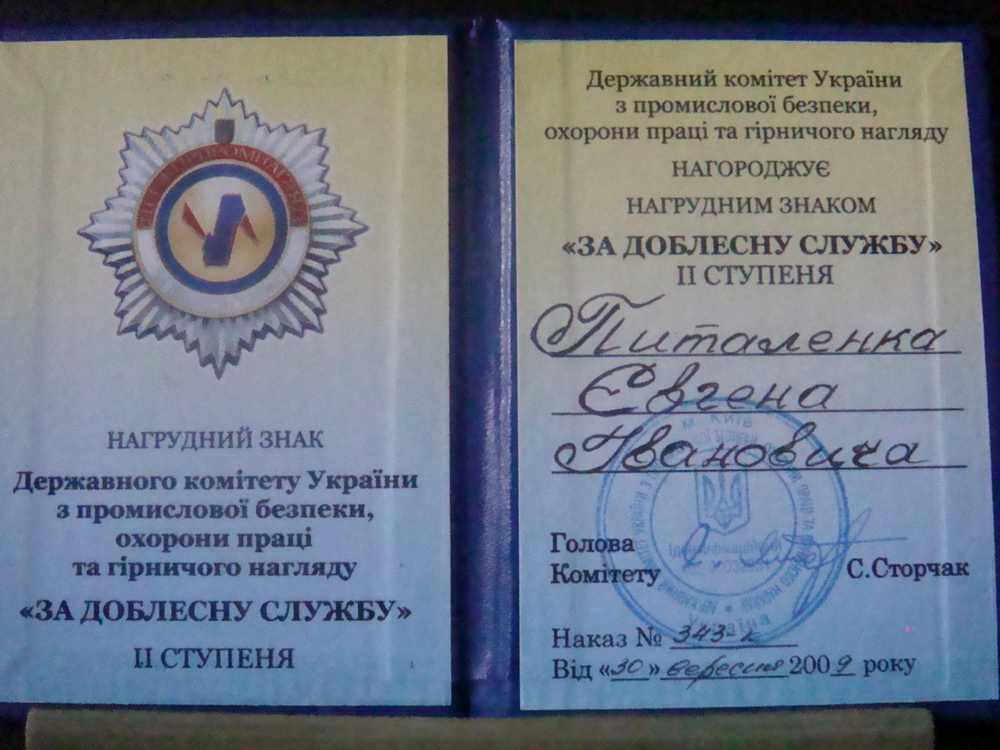 НАГРУДНИЙ ЗНАК
Державного комітету України
з промислової безпеки,
охорони праці
та гірничого нагляду
«ЗА ДОБЛЕСНУ СЛУЖБУ»
ІІ СТУПЕНЯ
Державний комітет України
з промислової безпеки,
охорони праці та гірничого нагляду
НАГОРОДЖУЄ
НАГРУДНИМ ЗНАКОМ
«ЗА ДОБЛЕСНУ СЛУЖБУ»
ІІ СТУПЕНЯ
Питаленка
Євгена
Івановича
м. Київ
Україна
Голова
Комітету
С.Сторчак
Наказ № 343-к
Від «30» вересня 2009 року